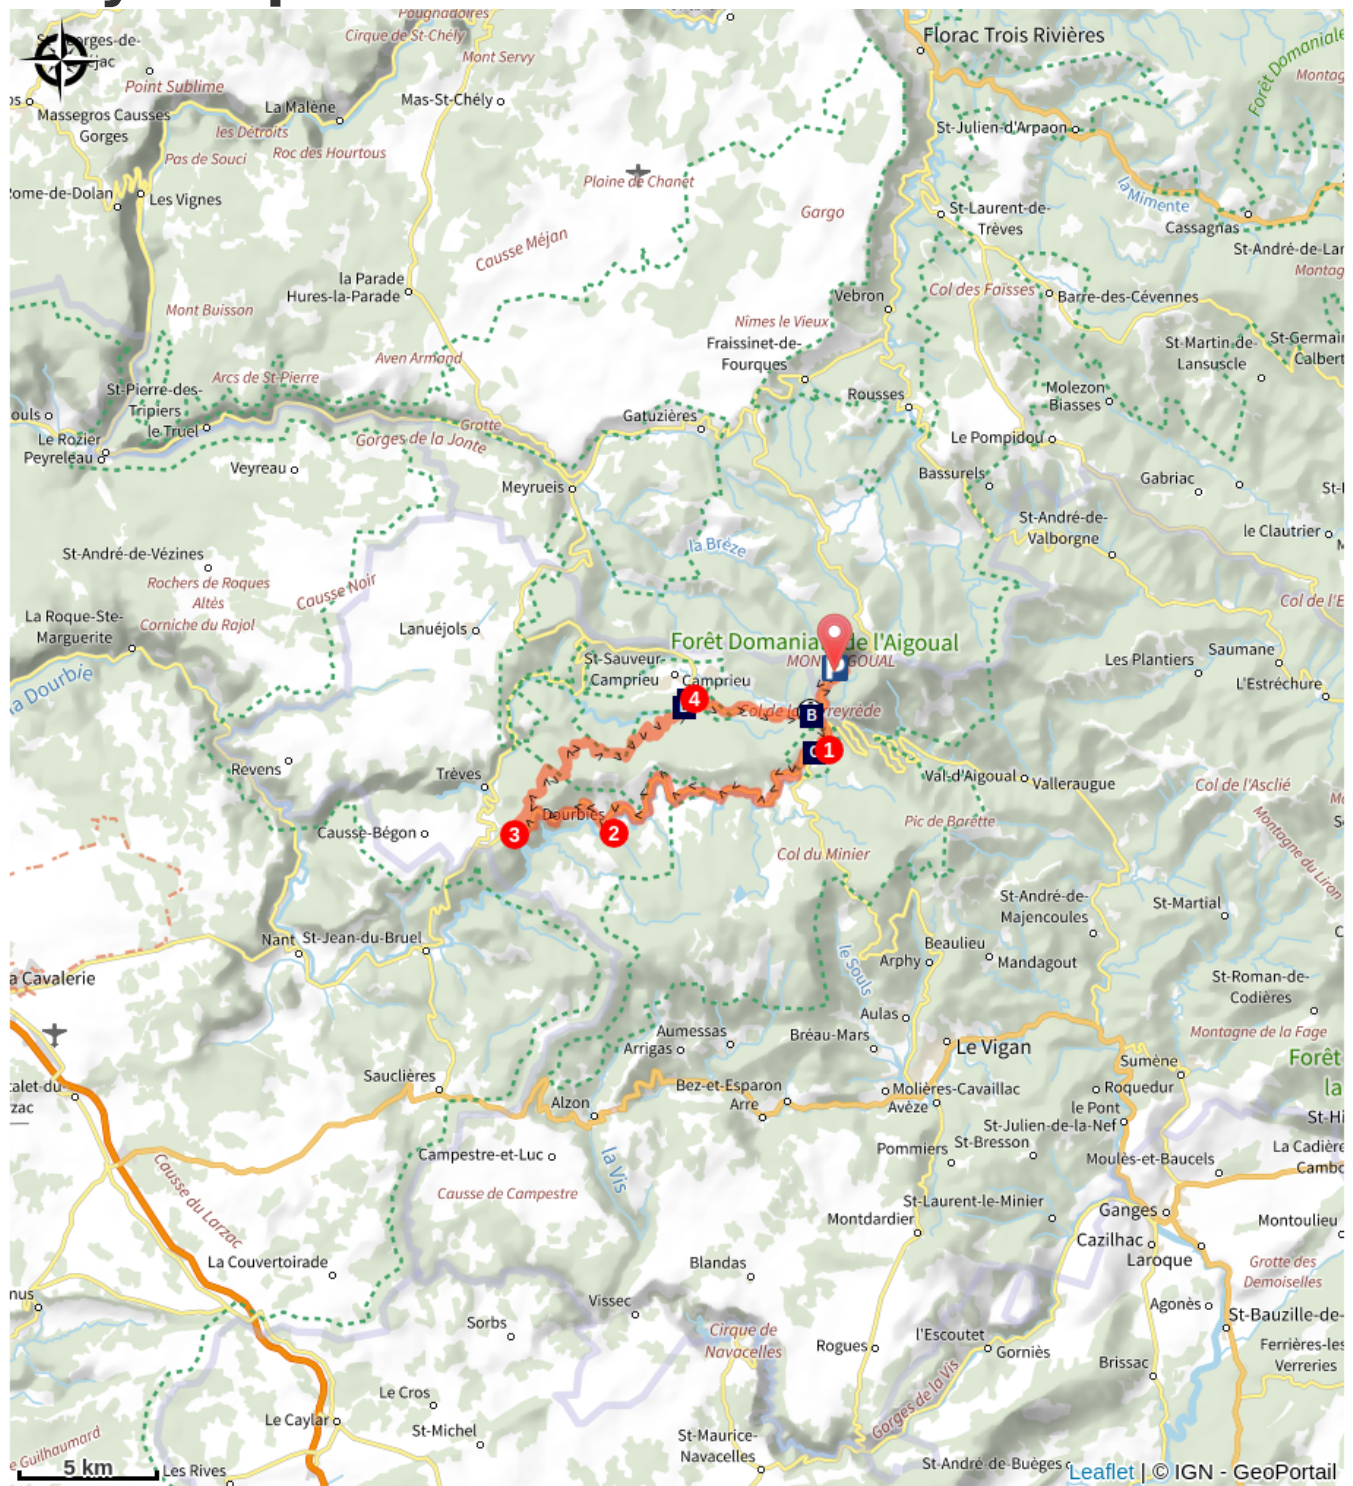 Pougnadoires
Cirque de St-Chély
Florac Trois Rivières
Mont Servy
Point Sublime
Mas-St-Chély
La Malène
Massegros Causses
Gorges
les Détroits
Roc des Hourtous
Pas de Souci
Les Vignes
Plaine de Chanet
Gargo
Causse Méjan
St-Julien-d'Arpaon
Forêt Domaniale
la Mimente
Cassagnas
St-Laurent-de-
Trèves
la Parade
Hures-la-Parade
Vebron
Col des Faïsses
Barre-des-Cévennes
Mont Buisson
Nîmes le Vieux
Fraissinet-de-
Fourques
St-Martin-de-
Lansuscle
Aven Armand
Arcs de St-Pierre
St-Pierre-des-
Tripiers
le Truel
Rousses
Molezon
Biasses
Le Rozier
Peyreleau
Gorges de la Jonte
Grotte
Gatuzières
Le Pompidou
Veyreau
Meyrueis
Bassurels
Gabriac
St-André-de-
Valborgne
le Clautrier
la Brèze
St-André-de-Vézines
Rochers de Roques
Altès
Corniche du Rajol
Causse Noir
La Roque-Ste-
Marguerite
Lanuéjols
la Dourbie
St-Sauveur-
Camprieu
Camprieu
4
B
1
Les Plantiers
Saumane
L'Estréchure
Revens
Trèves
Val-d'Aigoual
Valleraugue
Col de l'Asclié
Causse-Bégon
Dourbies
3
2
Pic de Barette
Col du Minier
Montagne du Liron
St-André-de-
Majencoules
St-Martial
Nant
St-Jean-du-Bruel
Beaulieu
Arphy
Mandagout
le Souls
St-Roman-de-
Codières
Aulas
Aumessas
Arrigas
Bréau-Mars
Le Vigan
Montagne de la Fage
Sumène
Forêt
la
Sauclières
Alzon
Bez-et-Esparon
Arre
Molières-Cavaillac
Avèze
Roquedur
le Pont
St-Julien-de-la-Nef
Pommiers
St-Bresson
Moulès-et-Baucels
Campestre-et-Luc
la Vis
Causse de Campestre
Causse du Larzac
St-Laurent-le-Minier
Montdardier
Ganges
Cazilhac
Laroque
Montoulieu
La Couvertoirade
Blandas
Grotte des
Demoiselles
Vissec
Agonès
St-Bauzille-de-
Sorbs
Cirque de
Navacelles
Rogues
l'Escoutet
Gorniès
Ferrières-les
Verreries
Brissac
Le Cros
Gorges de la Vis
Le Caylar
St-Michel
St-Maurice-
Navacelles
St-André-de-Buèges
5 km
Les Rives
Leaflet | © IGN - GeoPortail